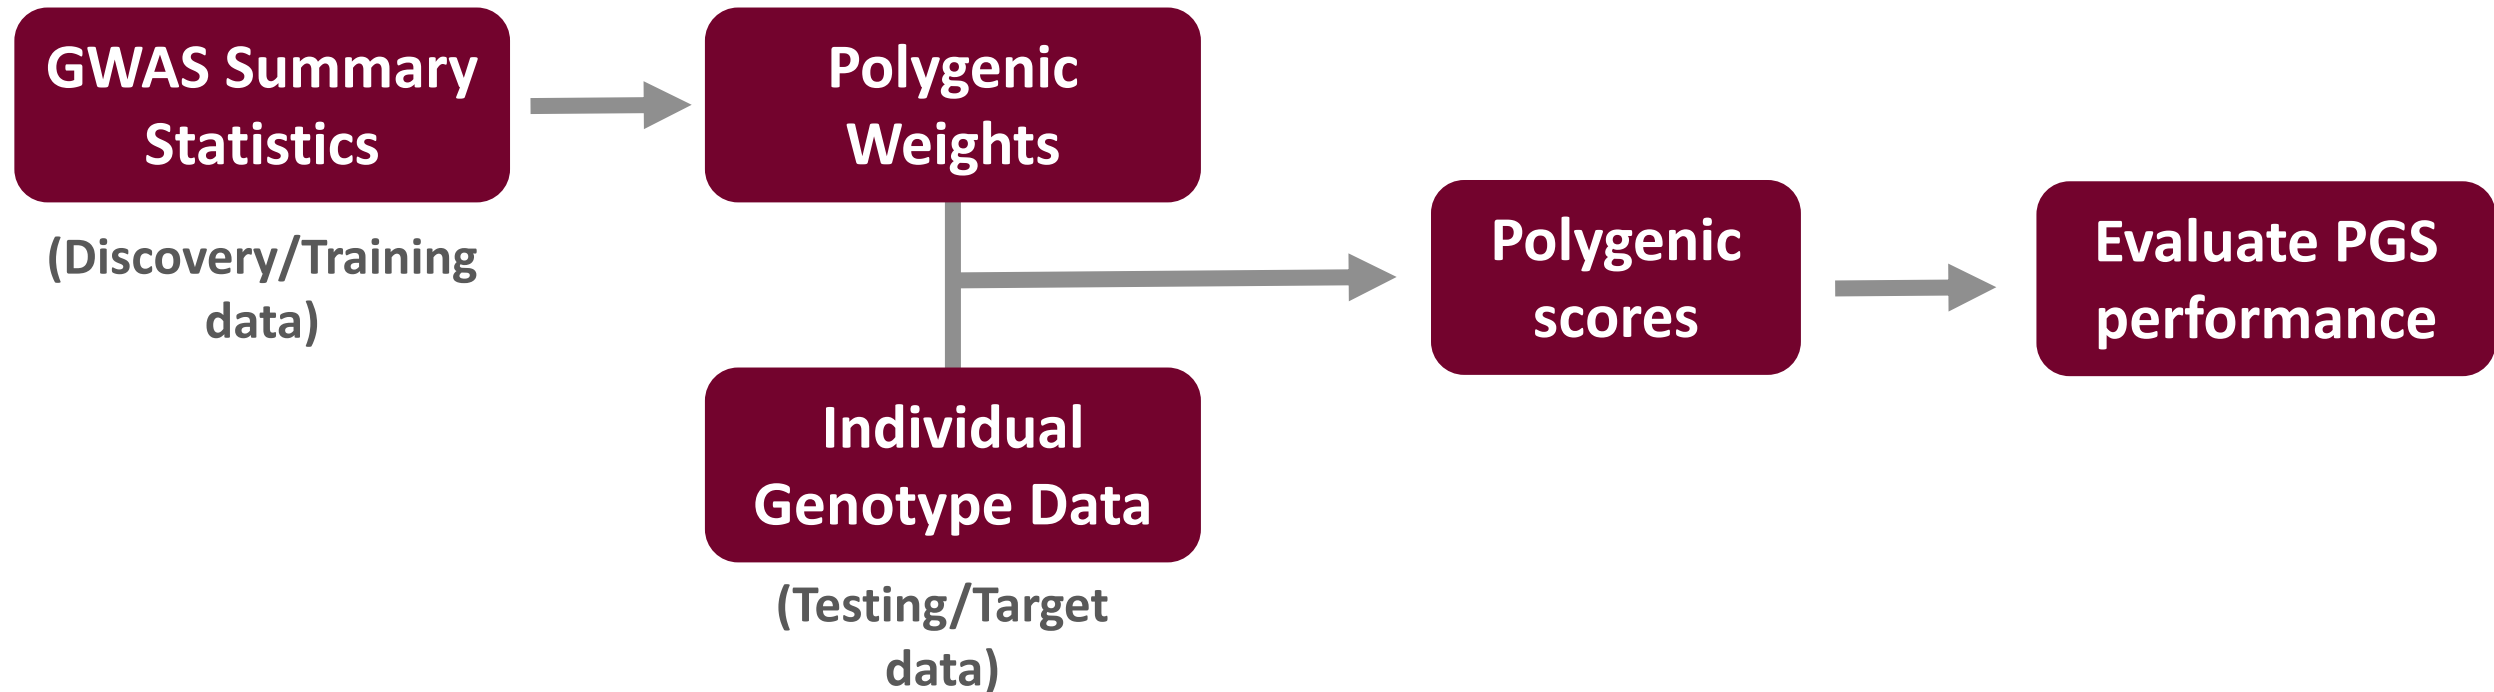 GWAS Summary
Statistics
(Discovery/Training
data)
Polygenic
Weights
Individual
Genotype Data
(Testing/Target
data)
Polygenic
scores
Evaluate PGS
performance